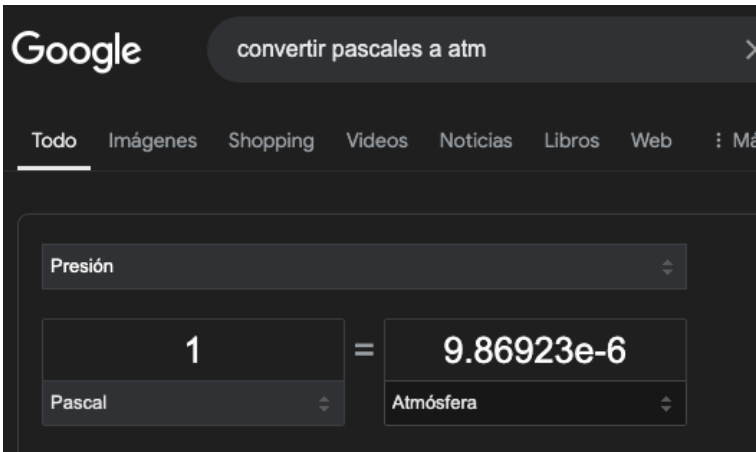 Google convertir pascales a atm
Todo Imágenes Shopping Videos Noticias Libros Web
Presión
1 = 9.86923e-6
Pascal Atmósfera